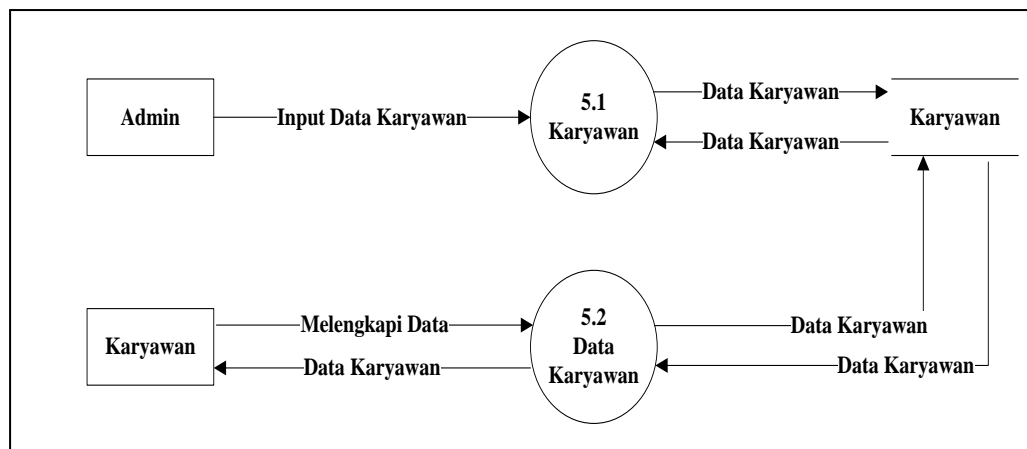 Admin
Input Data Karyawan
5.1
Karyawan
Data Karyawan
Data Karyawan
Karyawan
Karyawan
Melengkapi Data
Data Karyawan
5.2
Data
Karyawan
Data Karyawan
Data Karyawan